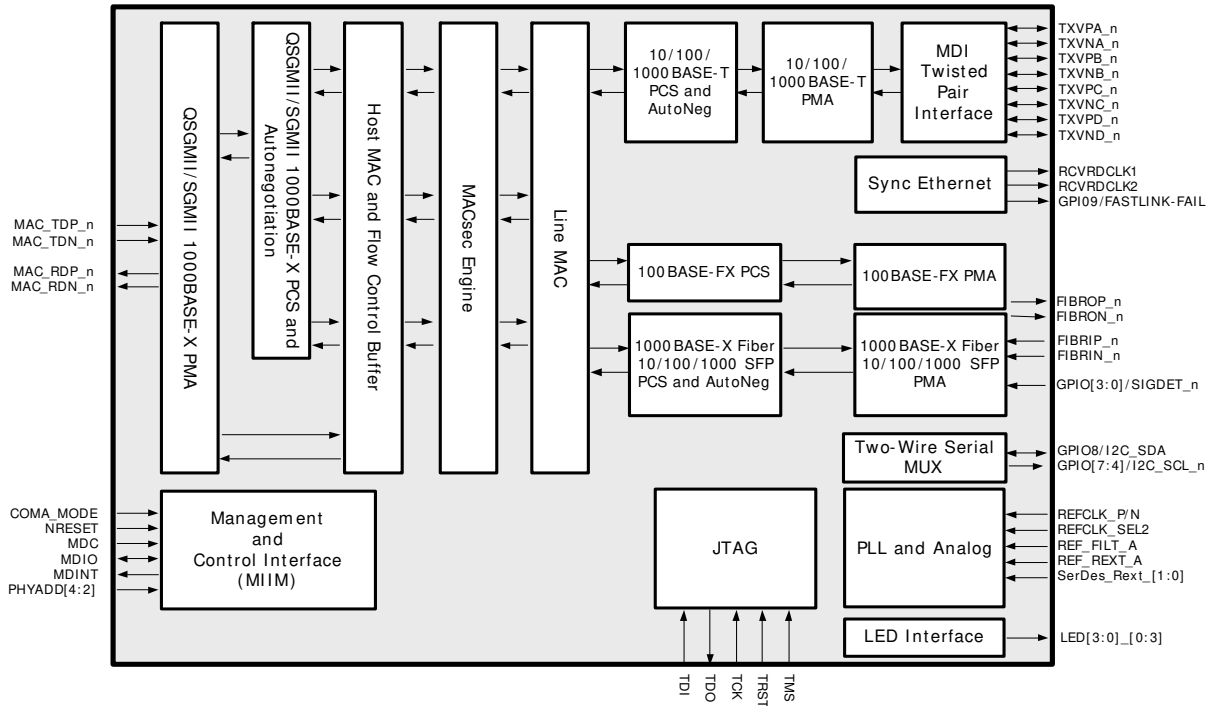 MAC_TDP_n
MAC_TDN_n
MAC_RDP_n
MAC_RDN_n
COMA_MODE
NRESET
MDC
MDIO
MDINT
PHYADD[4:2]
QSGMII/SGMII 1000BASE-X PMA
QSGMII/SGMII 1000BASE-X PCS and
Autonegotiation
Host MAC and Flow Control Buffer
MACsec Engine
Line MAC
Management
and
Control Interface
(MIIM)
10/100/
1000BASE-T
PCS and
AutoNeg
10/100/
1000BASE-T
PMA
MDI
Twisted
Pair
Interface
Sync Ethernet
100BASE-FX PCS
100BASE-FX PMA
1000BASE-X Fiber
10/100/1000 SFP
PCS and AutoNeg
1000BASE-X Fiber
10/100/1000 SFP
PMA
Two-Wire Serial
MUX
JTAG
PLL and Analog
LED Interface
TXVPA_n
TXVNA_n
TXVPB_n
TXVNB_n
TXVPC_n
TXVNC_n
TXVPD_n
TXVND_n
RCVRDCLK1
RCVRDCLK2
GPI09/FASTLINK-FAIL
FIBROP_n
FIBRON_n
FIBRIP_n
FIBRIN_n
GPIO[3:0]/SIGDET_n
GPIO8/I2C_SDA
GPIO[7:4]/I2C_SCL_n
REFCLK_P/N
REFCLK_SEL2
REF_FILT_A
REF_REXT_A
SerDes_Rext_[1:0]
LED[3:0]_[0:3]
TDI
TDO
TCK
TRST
TMS